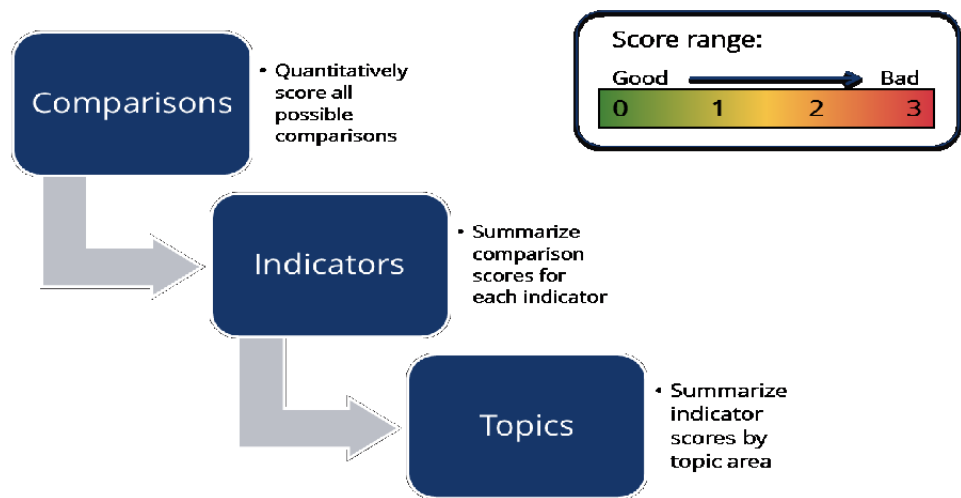 Comparisons
• Quantitatively
score all
possible
comparisons
Score range:
Good Bad
0 1 2 3
Indicators
• Summarize
comparison
scores for
each indicator
Topics
• Summarize
indicator
scores by
topic area